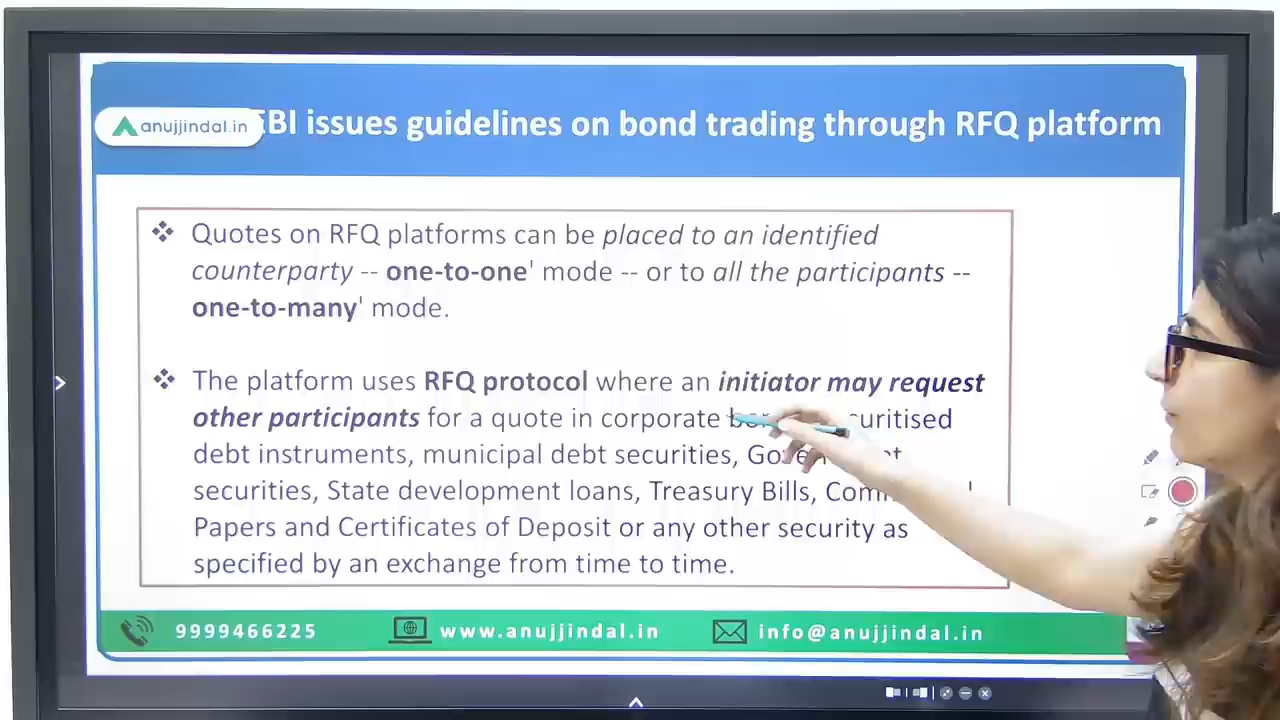 anujjindal.in
EBI issues guidelines on bond trading through RFQ platform
❖ Quotes on RFQ platforms can be placed to an identified
counterparty -- one-to-one' mode -- or to all the participants --
one-to-many' mode.
❖ The platform uses RFQ protocol where an initiator may request
other participants for a quote in corporate uritised
debt instruments, municipal debt securities,
securities, State development loans, Treasury Bills,
Papers and Certificates of Deposit or any other security as
specified by an exchange from time to time.
9999466225 www.anujjindal.in info@anujjindal.in